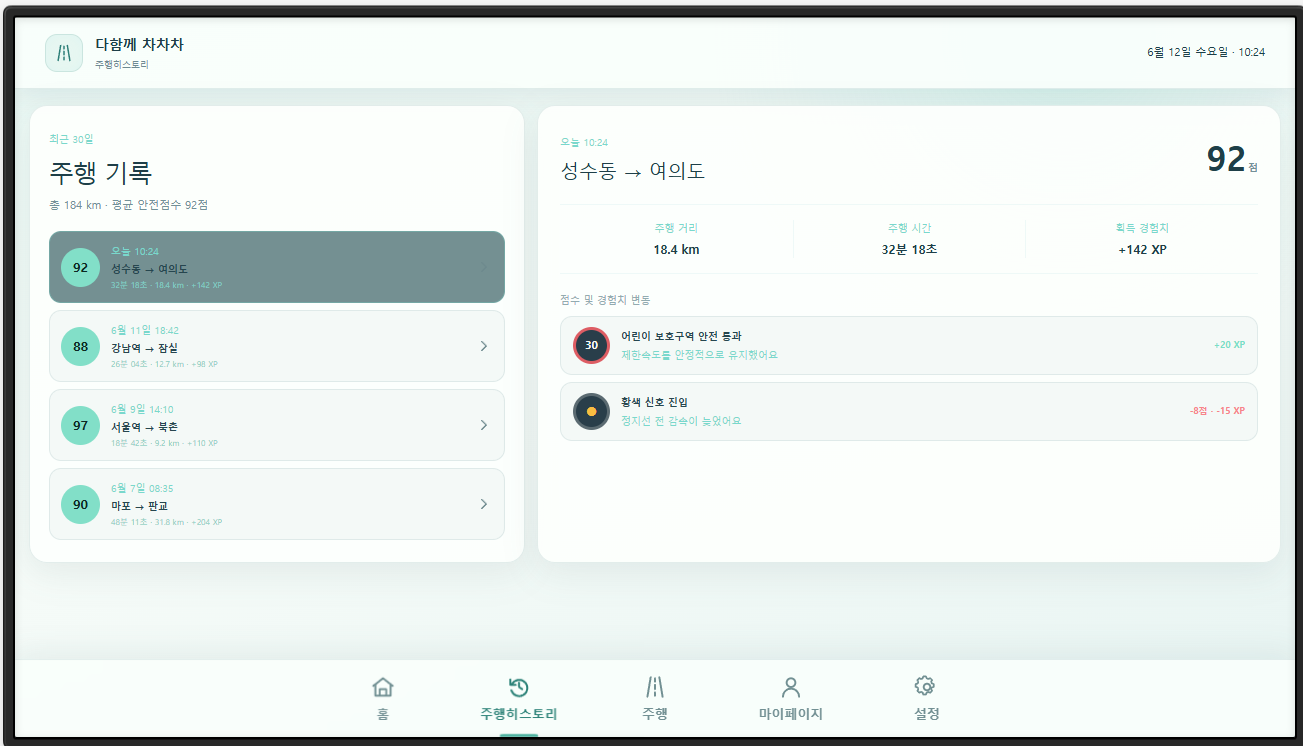 다함께 차차차
주행히스토리
6월 12일 수요일 · 10:24
최근 30일
주행 기록
총 184 km · 평균 안전점수 92점
92
오늘 10:24
성수동 → 여의도
32분 18초 · 18.4 km · +142 XP
88
6월 11일 18:42
강남역 → 잠실
26분 04초 · 12.7 km · +98 XP
97
6월 9일 14:10
서울역 → 북촌
18분 42초 · 9.2 km · +110 XP
90
6월 7일 08:35
마포 → 판교
48분 11초 · 31.8 km · +204 XP
오늘 10:24
성수동 → 여의도
92점
주행 거리
18.4 km
주행 시간
32분 18초
획득 경험치
+142 XP
점수 및 경험치 변동
30
어린이 보호구역 안전 통과
제한속도를 안정적으로 유지했어요
+20 XP
황색 신호 진입
정지선 전 감속이 늦었어요
-8점 · -15 XP
홈
주행히스토리
주행
마이페이지
설정